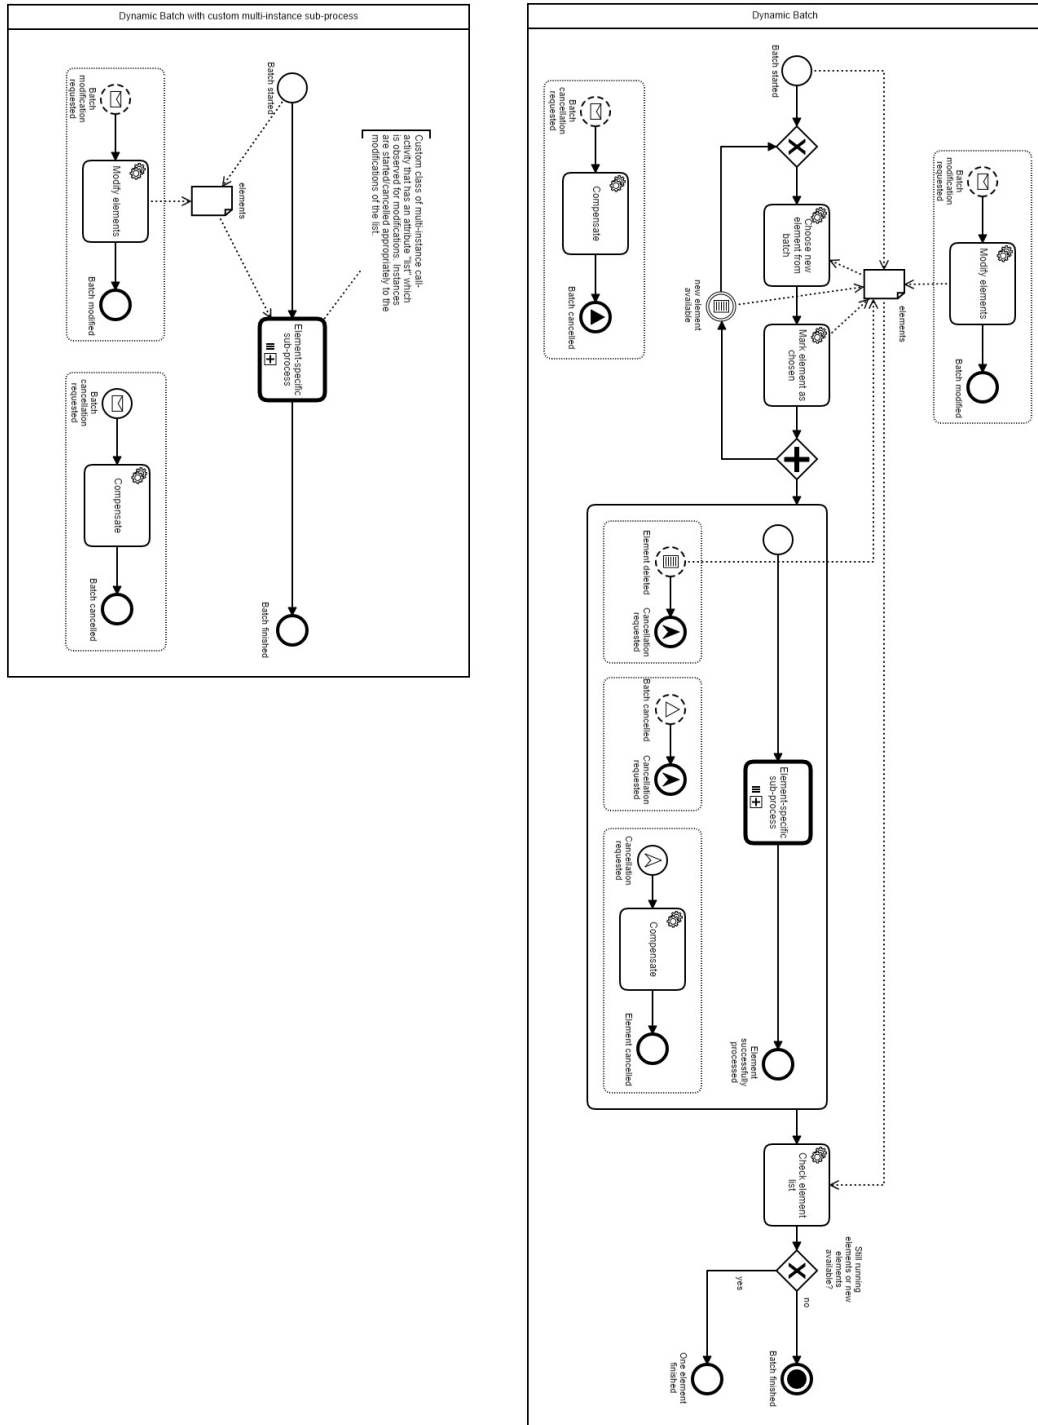 Dynamic Batch with custom multi-instance sub-process
Batch started
Batch
modification
requested
Modify elements
Batch modified
elements
Custom class of multi-instance call-
activity that has an attribute "list" which
is observed for modifications. Instances
are started/cancelled appropriately to the
modifications of the list.
Element-specific
sub-process
Batch
cancellation
requested
Compensate
Batch cancelled
Batch finished
Dynamic Batch
Batch started
Batch
cancellation
requested
Compensate
Batch cancelled
Batch
modification
requested
Modify elements
Batch modified
elements
Choose new
element from
batch
new element
available
Mark element as
chosen
Element deleted
Cancellation
requested
Batch cancelled
Cancellation
requested
Element-specific
sub-process
Cancellation
requested
Compensate
Element cancelled
Element
successfully
processed
Check element
list
Still running
elements or new
elements
available?
yes
no
One element
finished
Batch finished